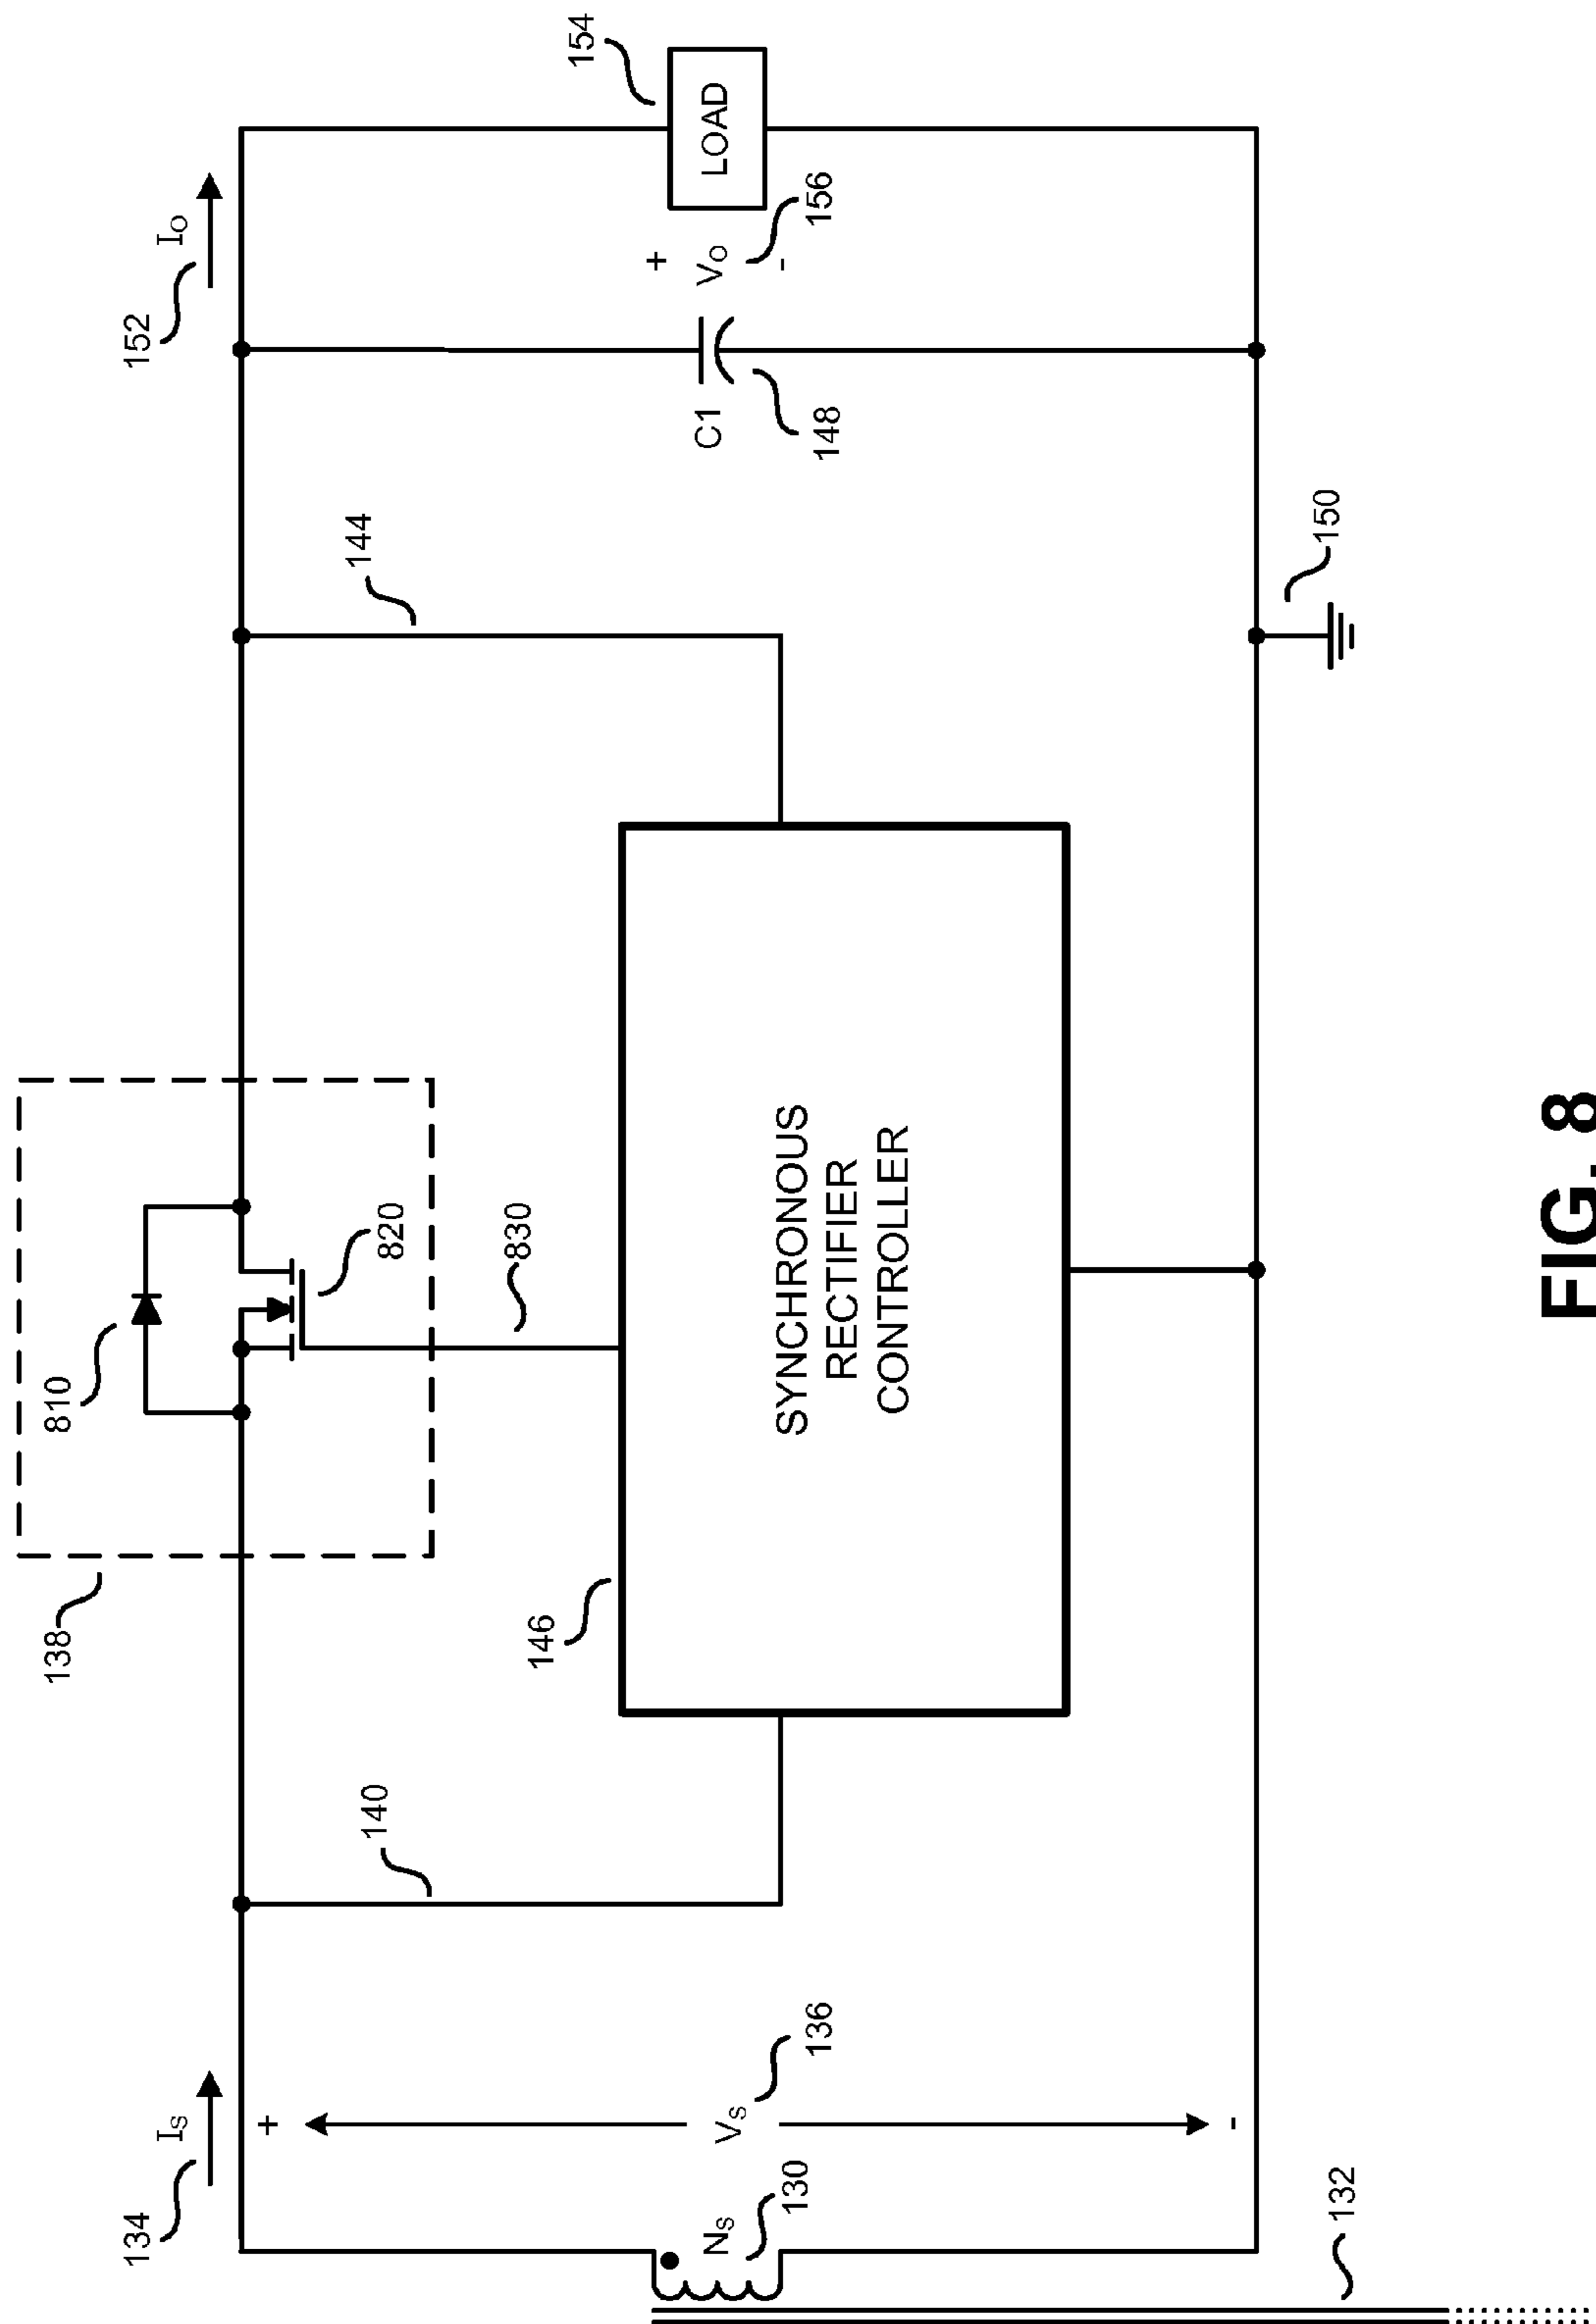 138
810
820
830
134
IS
+
VS
136
-
NS
130
132
140
146
SYNCHRONOUS
RECTIFIER
CONTROLLER
144
150
152
IO
C1
148
+
VO
-
156
154
LOAD
FIG. 8